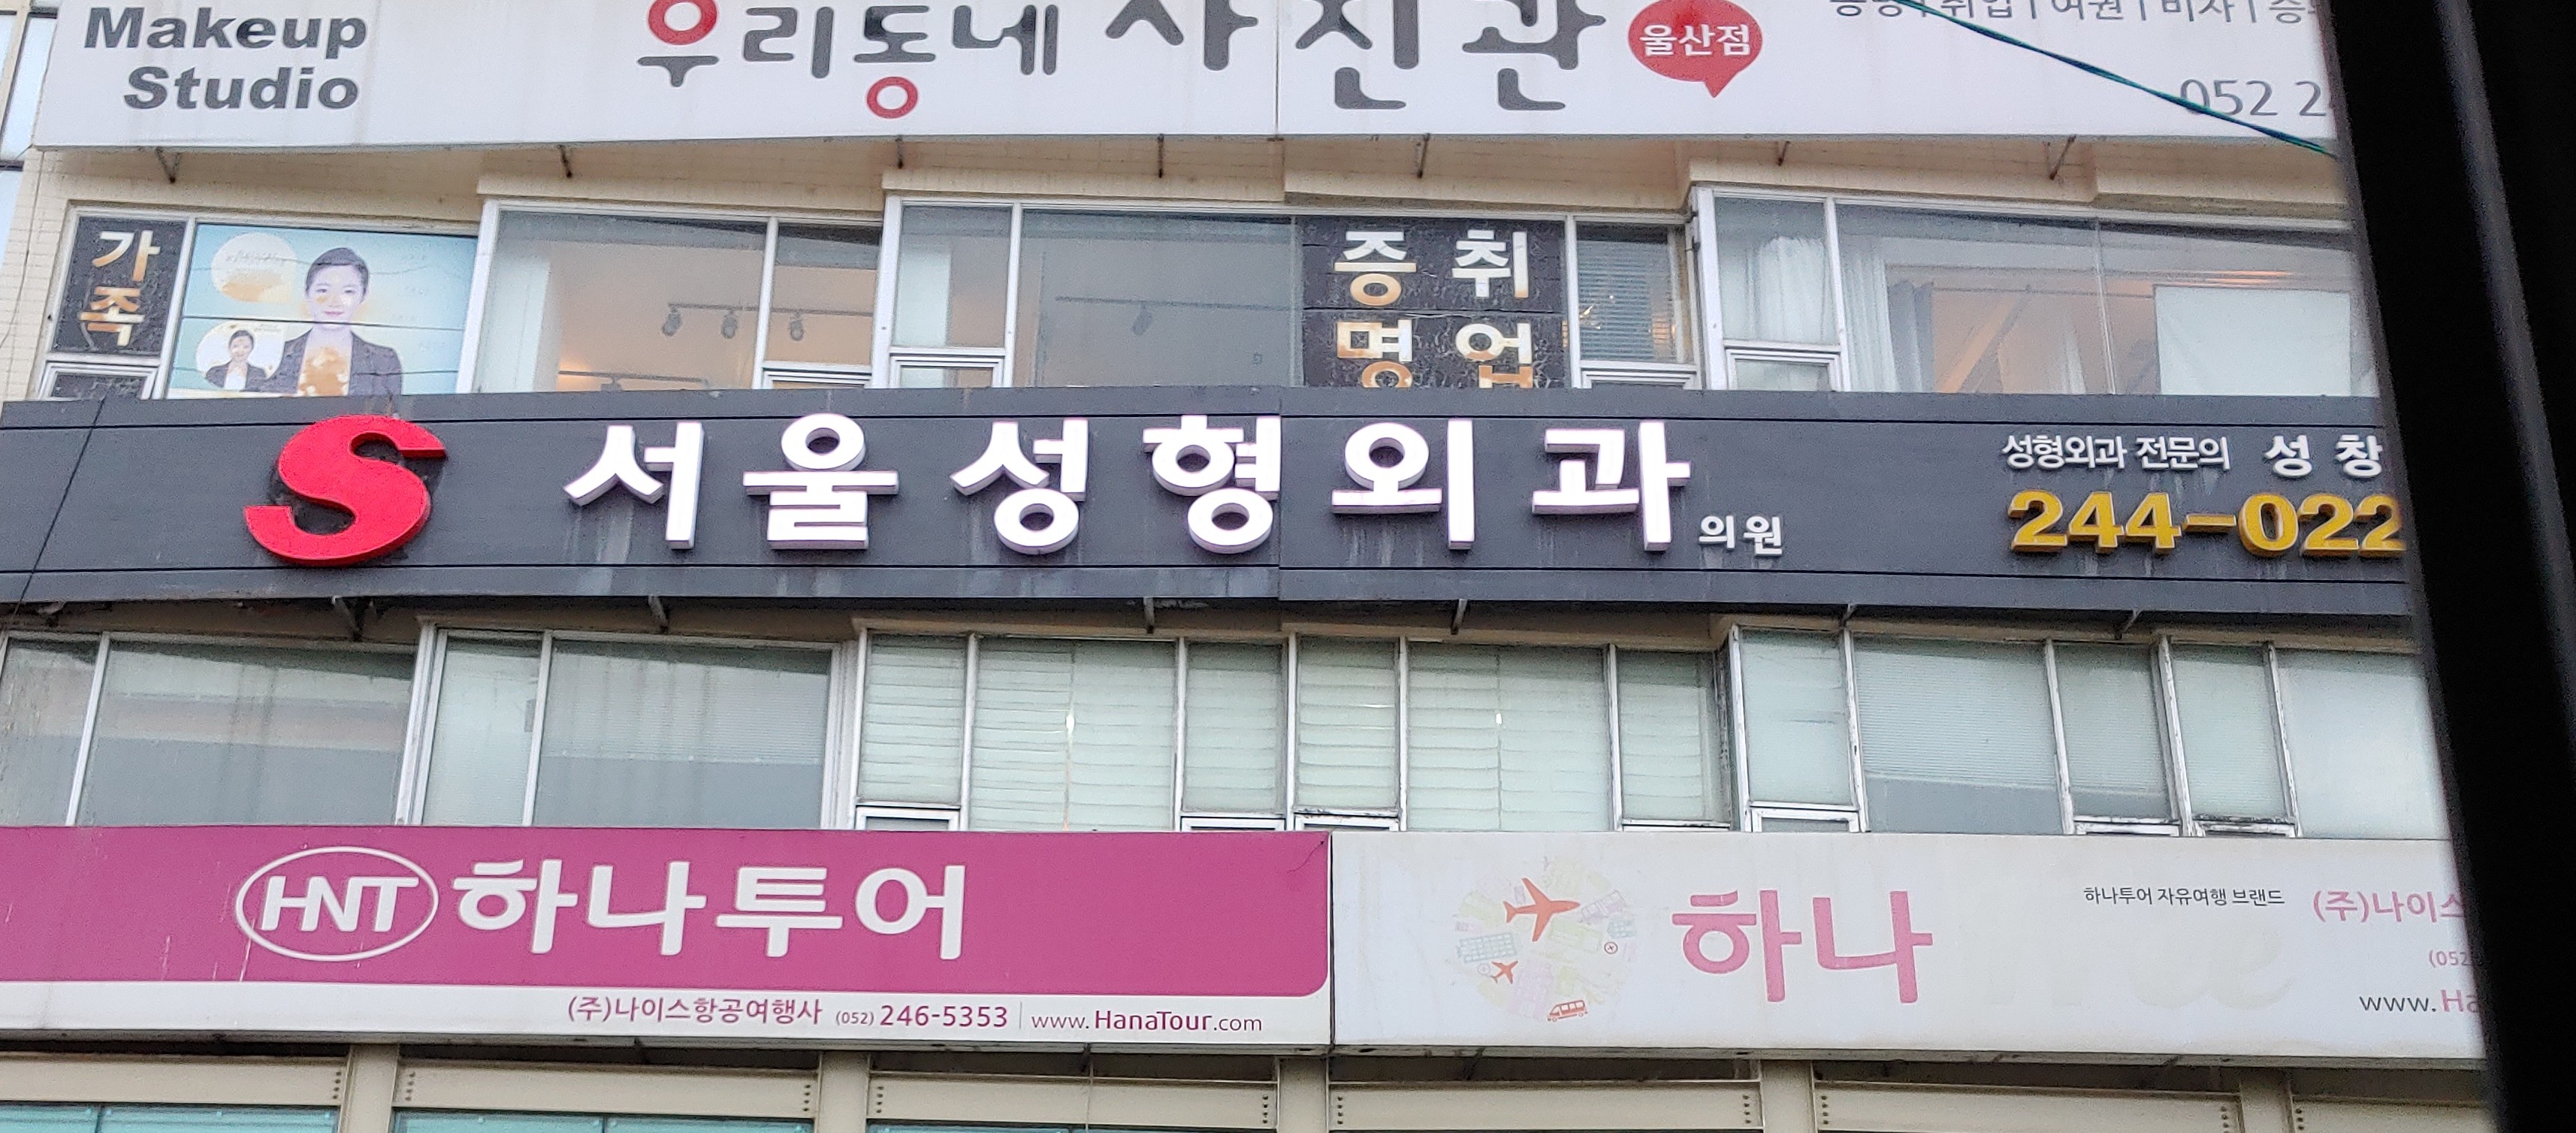 Makeup
Studio
우리동네 사진관
울산점
052
가족
증명
취업
S 서울성형외과 의원
성형외과 전문의 성창
244-022
HNT 하나투어
(주)나이스항공여행사 (052) 246-5353 www.HanaTour.com
하나
하나투어 자유여행 브랜드
(주)나이스
(052
www.Ha